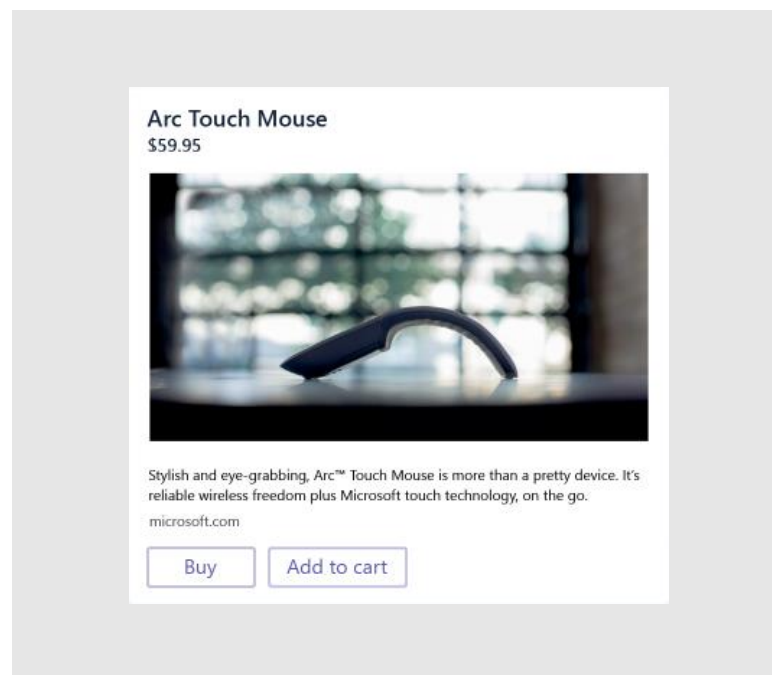 Arc Touch Mouse
$59.95
Stylish and eye-grabbing, Arc™ Touch Mouse is more than a pretty device. It's
reliable wireless freedom plus Microsoft touch technology, on the go.
microsoft.com
Buy
Add to cart